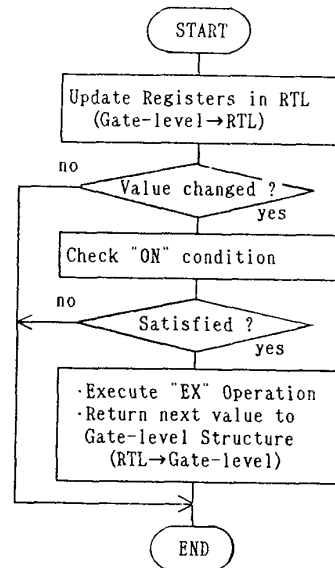 START
Update Registers in RTL
(Gate-level→RTL)
no
Value changed ?
yes
Check "ON" condition
no
Satisfied ?
yes
·Execute "EX" Operation
·Return next value to
Gate-level Structure
(RTL→Gate-level)
END